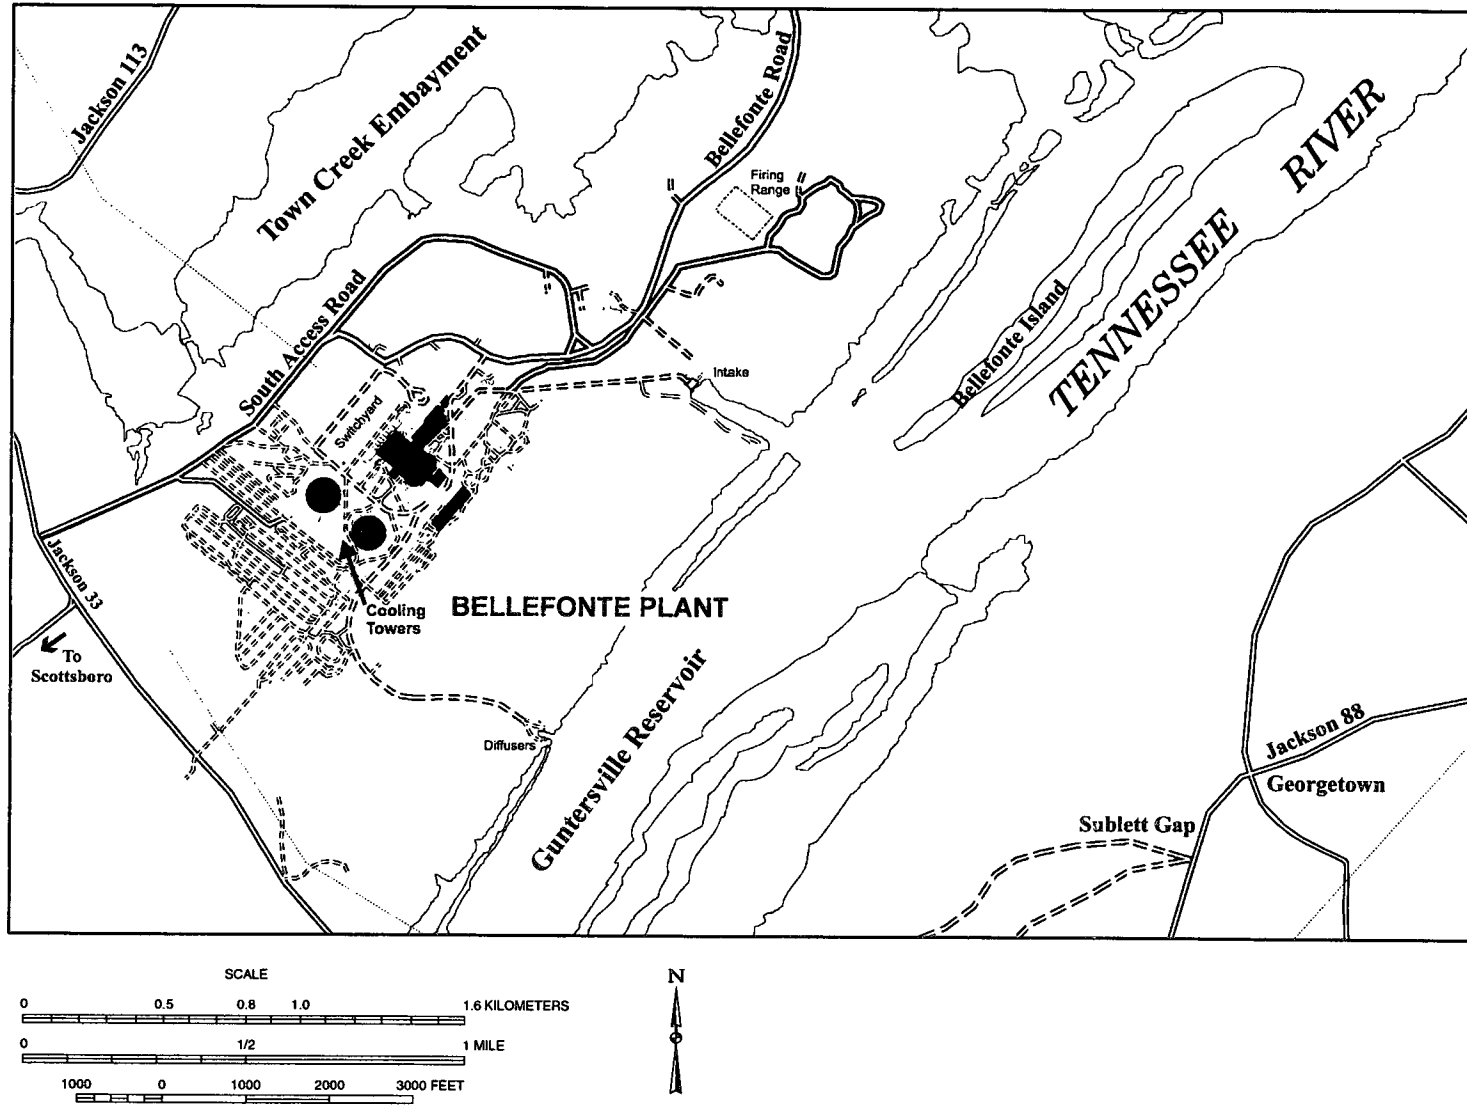 Jackson 113
Town Creek Embayment
Bellefonte Road
Firing
Range
TENNESSEE RIVER
South Access Road
Bellefonte Island
Intake
Switchyard
Jackson 33
Cooling
Towers
BELLEFONTE PLANT
To
Scottsboro
Diffusers
Guntersville Reservoir
Jackson 88
Georgetown
Sublett Gap
SCALE
0 0.5 0.8 1.0 1.6 KILOMETERS
0 1/2 1 MILE
1000 0 1000 2000 3000 FEET
N